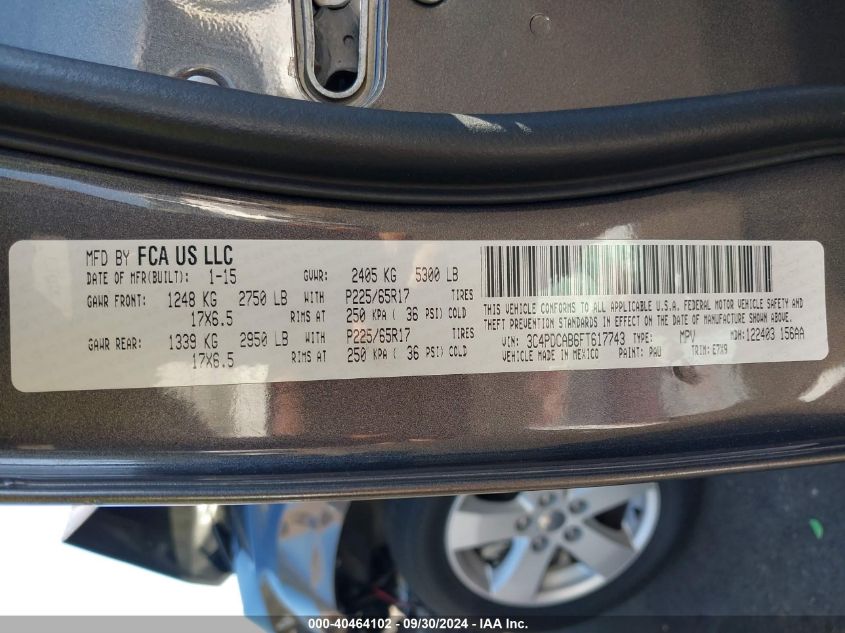 MFD BY FCA US LLC
DATE OF MFR(BUILT): 1-15 GVWR: 2405 KG 5300 LB
GAWR FRONT: 1248 KG 2750 LB WITH P225/65R17 TIRES
17X6.5 RIMS AT 250 KPA ( 36 PSI) COLD
GAWR REAR: 1339 KG 2950 LB WITH P225/65R17 TIRES
17X6.5 RIMS AT 250 KPA ( 36 PSI) COLD
THIS VEHICLE CONFORMS TO ALL APPLICABLE U.S.A. FEDERAL MOTOR VEHICLE SAFETY AND
THEFT PREVENTION STANDARDS IN EFFECT ON THE DATE OF MANUFACTURE SHOWN ABOVE.
VIN: 3C4PDCAB6FT617743 TYPE: MPV MDH: 122403 156AA
VEHICLE MADE IN MEXICO PAINT: PAU TRIM: E7X9
000-40464102 - 09/30/2024 - IAA Inc.